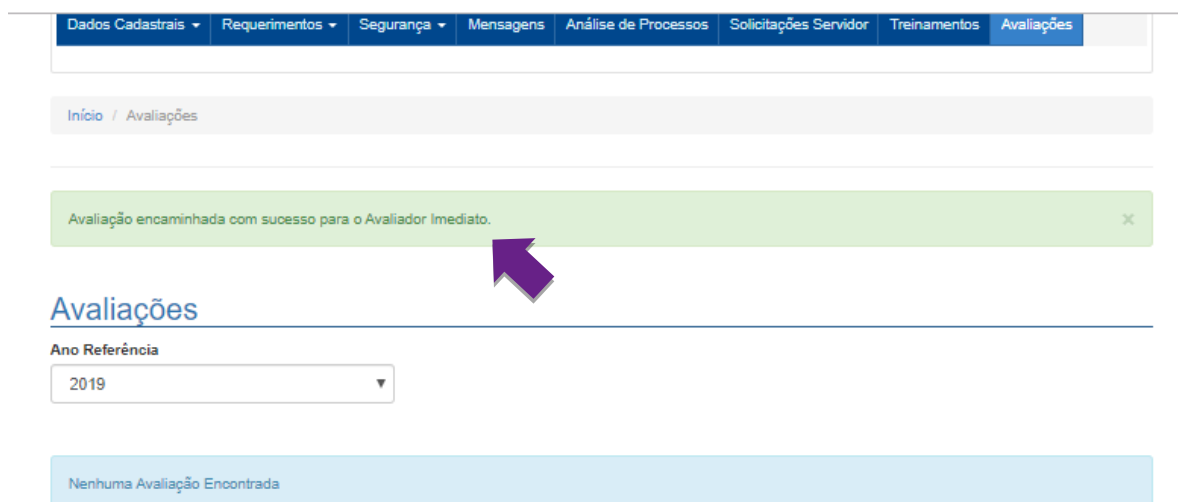 Dados Cadastrais Requerimentos Segurança Mensagens Análise de Processos Solicitações Servidor Treinamentos Avaliações
Início / Avaliações
Avaliação encaminhada com sucesso para o Avaliador Imediato. ×
Avaliações
Ano Referência
2019
Nenhuma Avaliação Encontrada